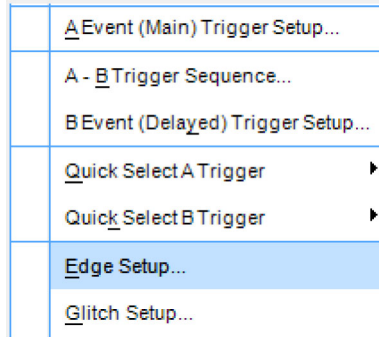 A Event (Main) Trigger Setup...
A - B Trigger Sequence...
B Event (Delayed) Trigger Setup...
Quick Select A Trigger
Quick Select B Trigger
Edge Setup...
Glitch Setup...